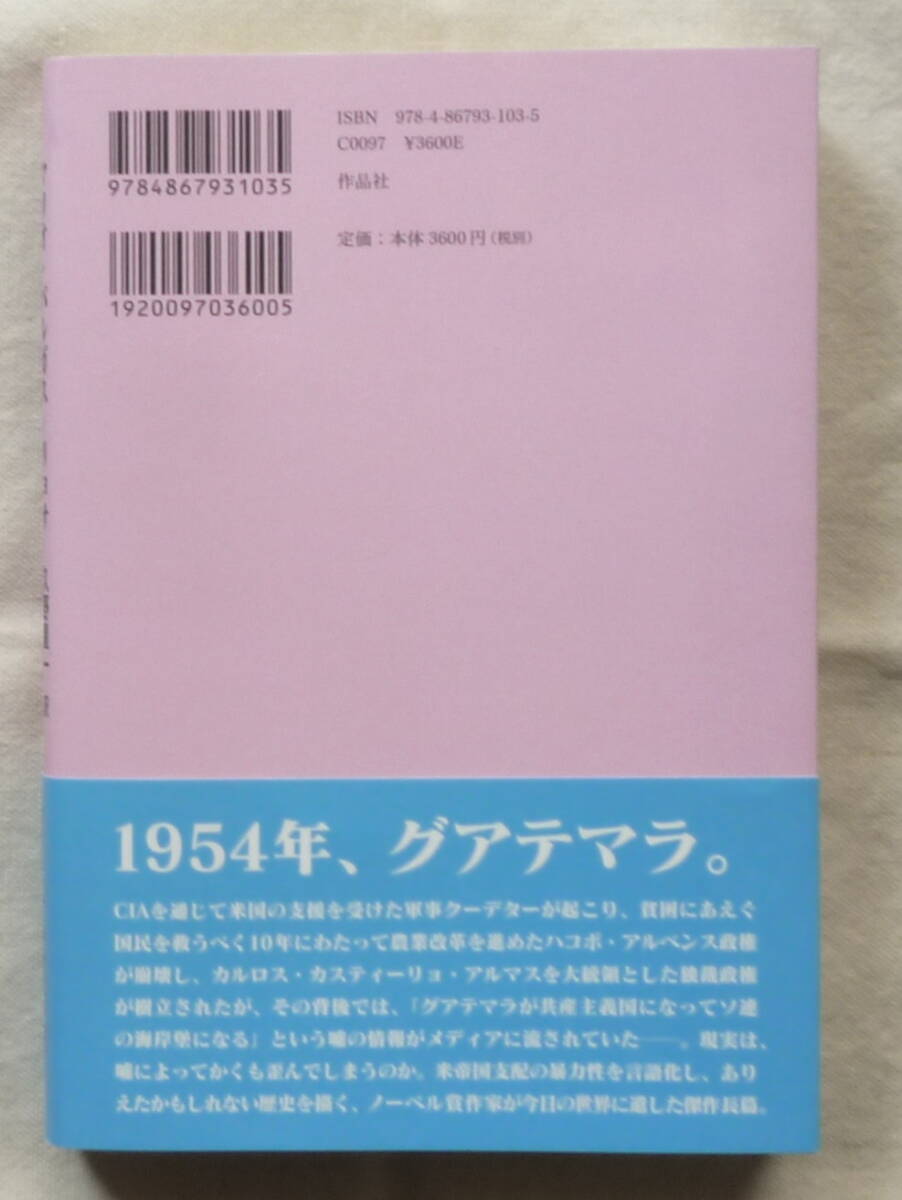 ISBN 978-4-86793-103-5
C0097 ¥3600E
作品社
定価：本体3600円（税別）
9784867931035
1920097036005
1954年、グアテマラ。
CIAを通じて米国の支援を受けた軍事クーデターが起こり、貧困にあえぐ
国民を救うべく10年にわたって農業改革を進めたハコボ・アルベンス政権
が崩壊し、カルロス・カスティーリョ・アルマスを大統領とした独裁政権
が樹立されたが、その背後では、「グアテマラが共産主義国になってソ連
の海岸堡になる」という嘘の情報がメディアに流されていた——。現実は、
嘘によってかくも歪んでしまうのか。米帝国支配の暴力性を言語化し、あり
えたかもしれない歴史を描く、ノーベル賞作家が今日の世界に遺した傑作長篇。